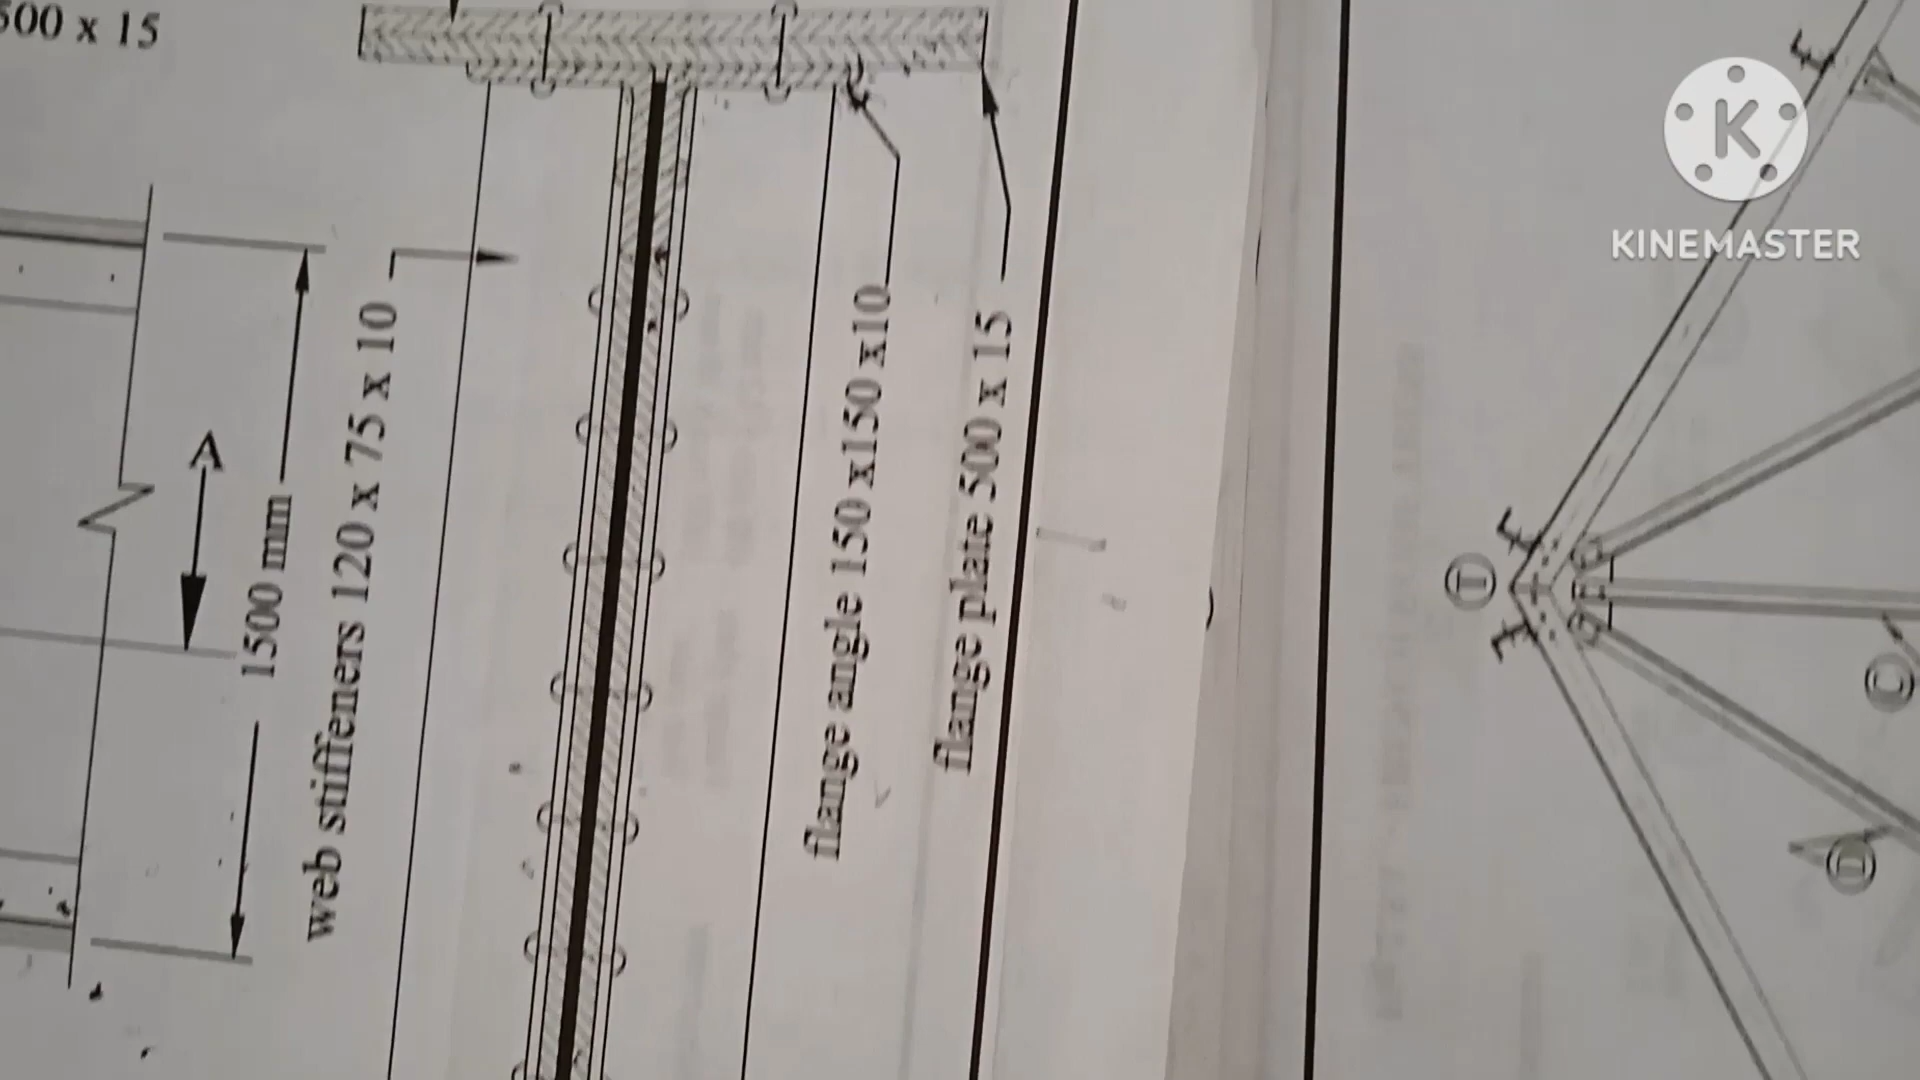 500 x 15
A
1500 mm
web stiffeners 120 x 75 x 10
flange angle 150 x150 x10
flange plate 500 x 15
T
C
D
K
KINEMASTER